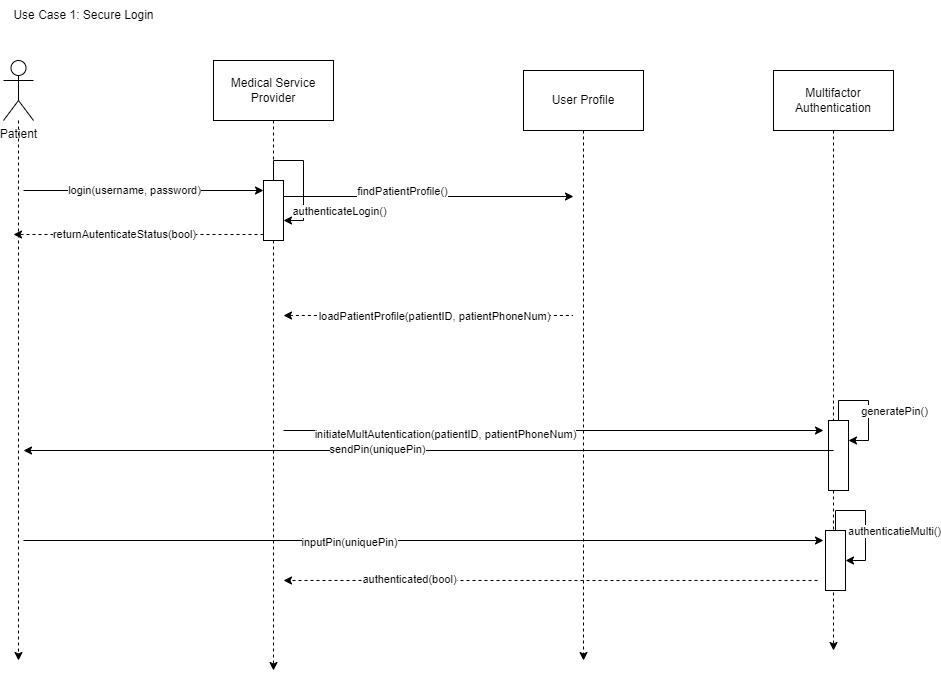 Use Case 1: Secure Login
Medical Service
Provider
User Profile
Multifactor
Authentication
Patient
login(username, password)
findPatientProfile()
authenticateLogin()
returnAutenticateStatus(bool)
loadPatientProfile(patientID, patientPhoneNum)
generatePin()
initiateMultAutentication(patientID, patientPhoneNum)
sendPin(uniquePin)
authenticatieMulti()
inputPin(uniquePin)
authenticated(bool)